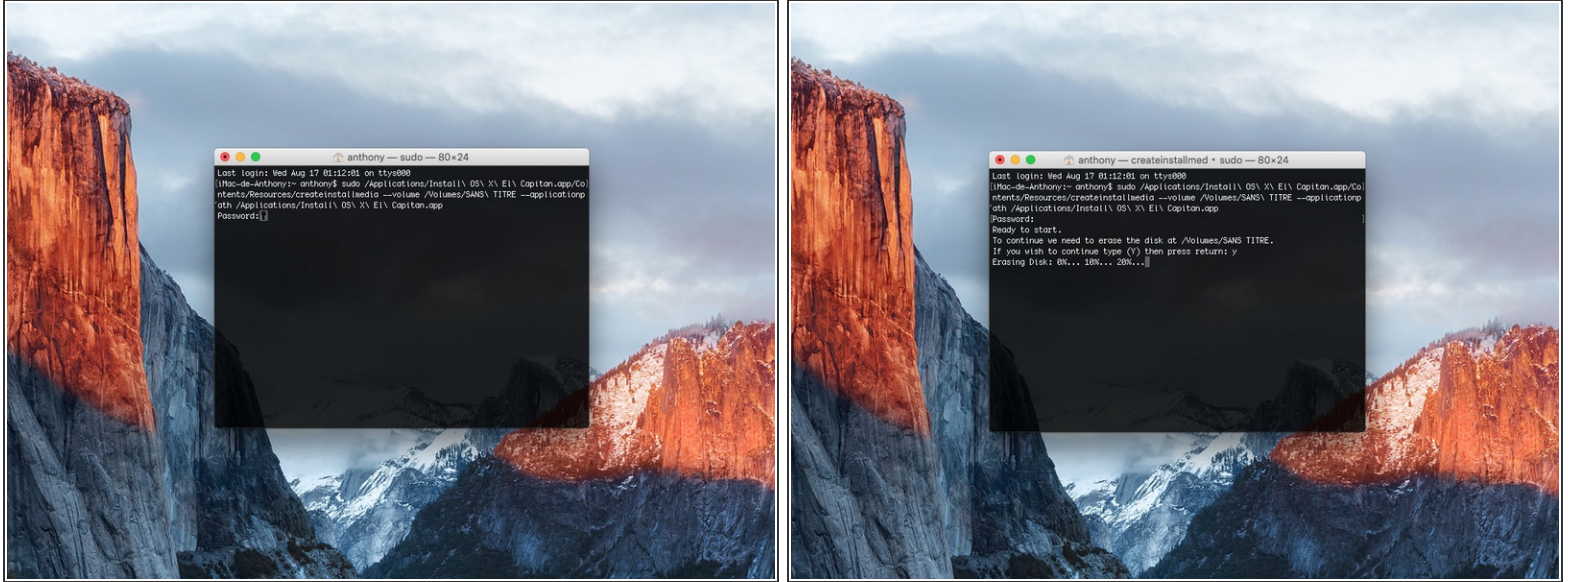 anthony — sudo — 80×24
Last login: Wed Aug 17 01:12:01 on ttys000
[iMac-de-Anthony:~ anthony$ sudo /Applications/Install\ OS\ X\ El\ Capitan.app/Co]
ntents/Resources/createinstallmedia --volume /Volumes/SANS\ TITRE --applicationp
ath /Applications/Install\ OS\ X\ El\ Capitan.app
Password:
anthony — createinstallmed • sudo — 80×24
Last login: Wed Aug 17 01:12:01 on ttys000
[iMac-de-Anthony:~ anthony$ sudo /Applications/Install\ OS\ X\ El\ Capitan.app/Co]
ntents/Resources/createinstallmedia --volume /Volumes/SANS\ TITRE --applicationp
ath /Applications/Install\ OS\ X\ El\ Capitan.app
[Password: ]
Ready to start.
To continue we need to erase the disk at /Volumes/SANS TITRE.
If you wish to continue type (Y) then press return: y
Erasing Disk: 0%... 10%... 20%...